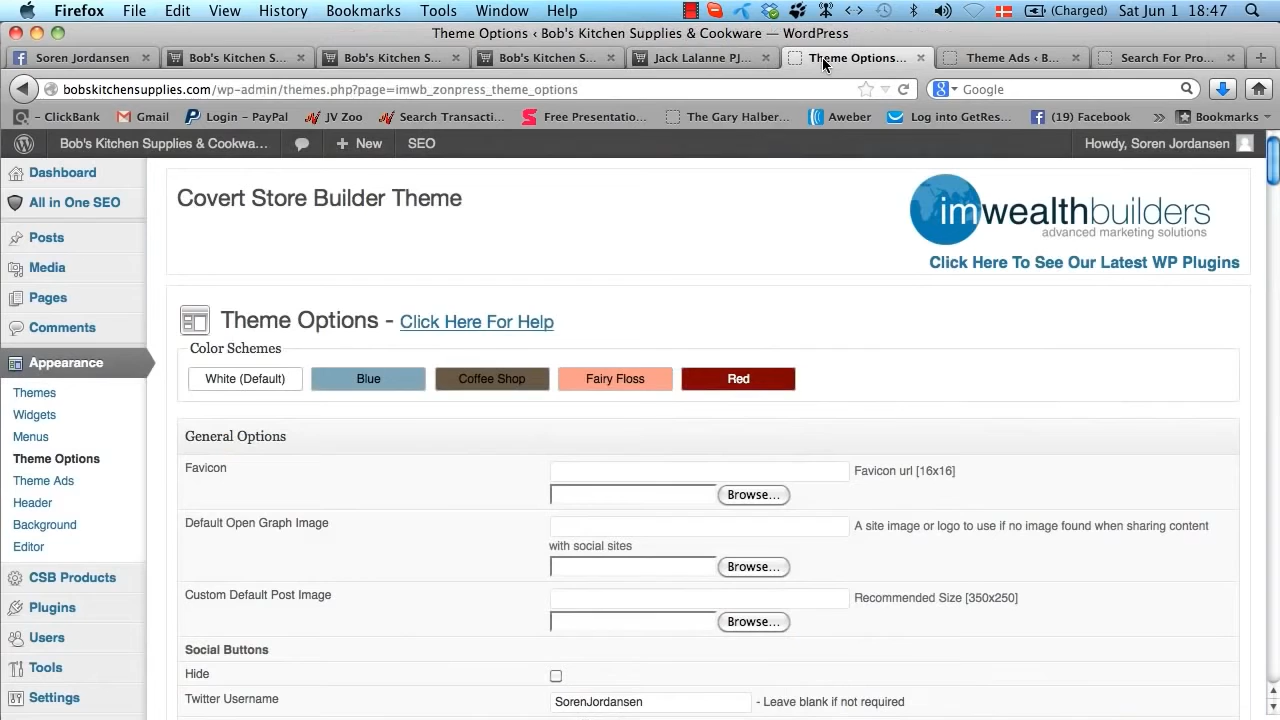 Firefox File Edit View History Bookmarks Tools Window Help (Charged) Sat Jun 1 18:47
Theme Options ‹ Bob's Kitchen Supplies & Cookware — WordPress
Soren Jordansen × Bob's Kitchen S... × Bob's Kitchen S... × Bob's Kitchen S... × Jack Lalanne PJ... × Theme Options... × Theme Ads ‹ B... × Search For Pro... × +
bobskitchensupplies.com/wp-admin/themes.php?page=imwb_zonpress_theme_options Google
- ClickBank Gmail Login – PayPal JV Zoo Search Transacti... Free Presentatio... The Gary Halber... Aweber Log into GetRes... (19) Facebook » Bookmarks
Bob's Kitchen Supplies & Cookwa... + New SEO Howdy, Soren Jordansen
Dashboard
All in One SEO
Posts
Media
Pages
Comments
Appearance
Themes
Widgets
Menus
Theme Options
Theme Ads
Header
Background
Editor
CSB Products
Plugins
Users
Tools
Settings
Covert Store Builder Theme
imwealthbuilders
advanced marketing solutions
Click Here To See Our Latest WP Plugins
Theme Options - Click Here For Help
Color Schemes
White (Default) Blue Coffee Shop Fairy Floss Red
General Options
Favicon Favicon url [16x16]
Browse...
Default Open Graph Image A site image or logo to use if no image found when sharing content
with social sites
Browse...
Custom Default Post Image Recommended Size [350x250]
Browse...
Social Buttons
Hide
Twitter Username SorenJordansen - Leave blank if not required